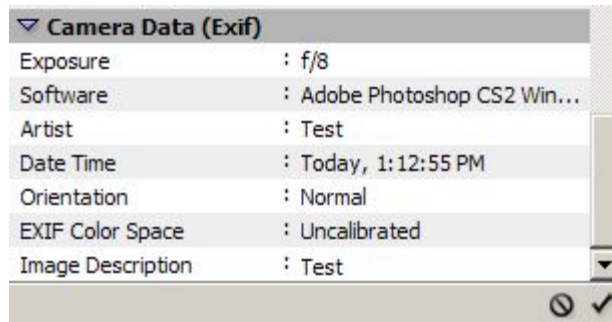 Camera Data (Exif)
Exposure : f/8
Software : Adobe Photoshop CS2 Win...
Artist : Test
Date Time : Today, 1:12:55 PM
Orientation : Normal
EXIF Color Space : Uncalibrated
Image Description : Test